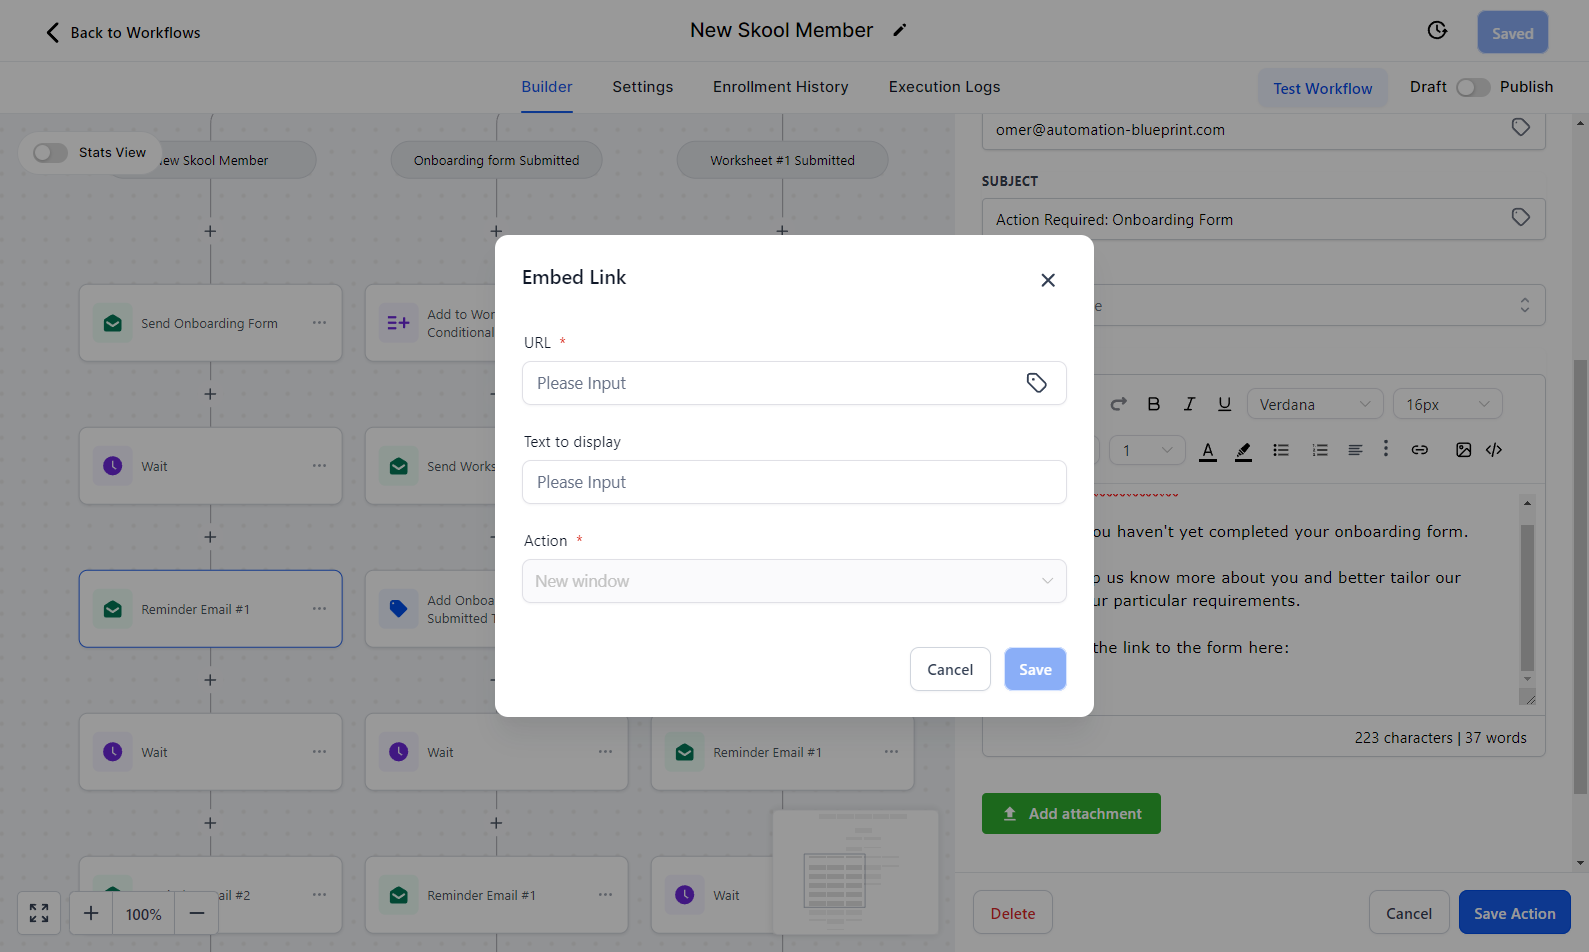 Back to Workflows
New Skool Member
Saved
Builder
Settings
Enrollment History
Execution Logs
Test Workflow
Draft
Publish
Stats View
ew Skool Member
Onboarding form Submitted
Worksheet #1 Submitted
omer@automation-blueprint.com
SUBJECT
Action Required: Onboarding Form
Embed Link
URL *
Please Input
Text to display
Please Input
Action *
New window
Cancel
Save
Send Onboarding Form
Add to Wor
Conditional
Wait
Send Works
Reminder Email #1
Add Onboa
Submitted T
Wait
Wait
Reminder Email #1
ail #2
Reminder Email #1
Wait
100%
e
Verdana
16px
1
ou haven't yet completed your onboarding form.
o us know more about you and better tailor our
ur particular requirements.
the link to the form here:
223 characters | 37 words
Add attachment
Delete
Cancel
Save Action